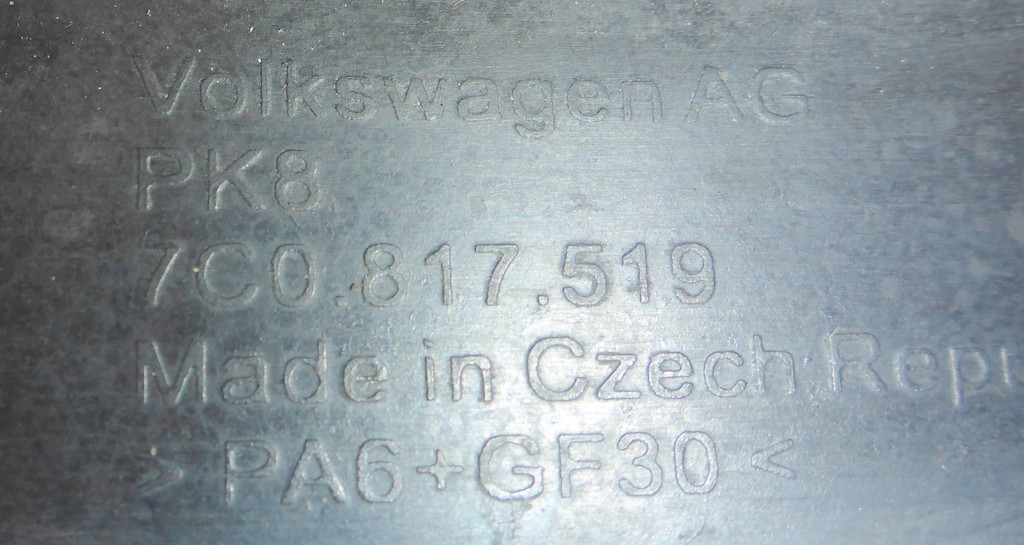 Volkswagen AG
PK8
7C0.817.519
Made in Czech Repu
>PA6+GF30<